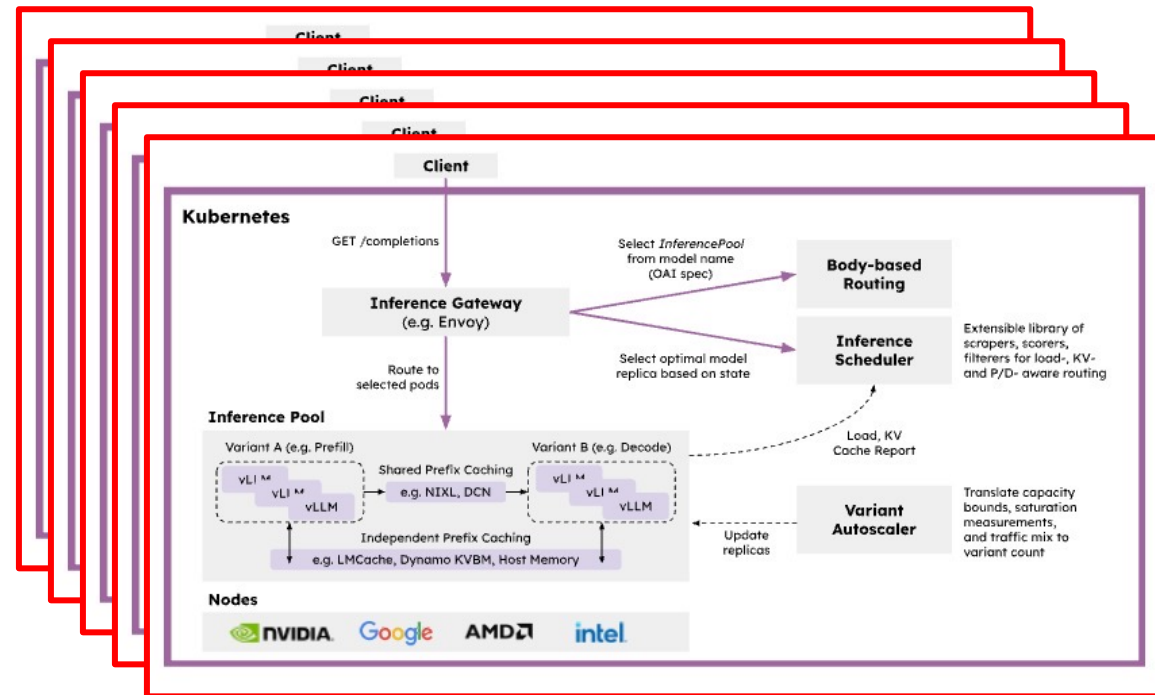 Client
Client
Client
Client
Client
Kubernetes
GET /completions
Select InferencePool
from model name
(OAI spec)
Body-based
Routing
Inference Gateway
(e.g. Envoy)
Inference
Scheduler
Extensible library of
scrapers, scorers,
filterers for load-, KV-
and P/D- aware routing
Select optimal model
replica based on state
Route to
selected pods
Inference Pool
Load, KV
Cache Report
Variant A (e.g. Prefill)
Variant B (e.g. Decode)
Shared Prefix Caching
vLLM
vLLM
vLLM
e.g. NIXL, DCN
vLLM
vLLM
vLLM
Independent Prefix Caching
e.g. LMCache, Dynamo KVBM, Host Memory
Update
replicas
Variant
Autoscaler
Translate capacity
bounds, saturation
measurements,
and traffic mix to
variant count
Nodes
NVIDIA.
Google
AMD
intel.